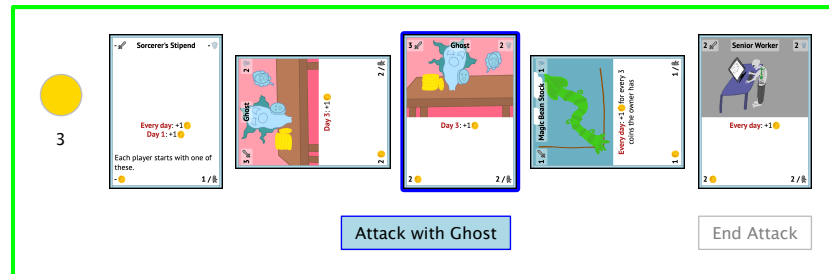 3
- Sorcerer's Stipend -
Every day: +1
Day 1: +1
Each player starts with one of
these.
- 1 /
3 Ghost 2
Day 3: +1
2 2 /
3 Ghost 2
Day 3: +1
2 2 /
1 Magic Bean Stock 1
Every day: +1 for every 3
coins the owner has
1 1 /
2 Senior Worker 2
Every day: +1
2 2 /
Attack with Ghost
End Attack